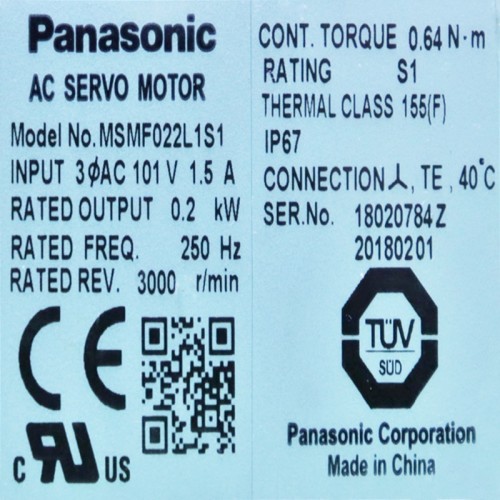 Panasonic
AC SERVO MOTOR
Model No. MSMF022L1S1
INPUT 3ϕAC 101 V 1.5 A
RATED OUTPUT 0.2 kW
RATED FREQ. 250 Hz
RATED REV. 3000 r/min
CE
C RU US
CONT. TORQUE 0.64 N·m
RATING S1
THERMAL CLASS 155(F)
IP67
CONNECTION⅄, TE, 40℃
SER.No. 18020784Z
20180201
TÜV
SÜD
Panasonic Corporation
Made in China